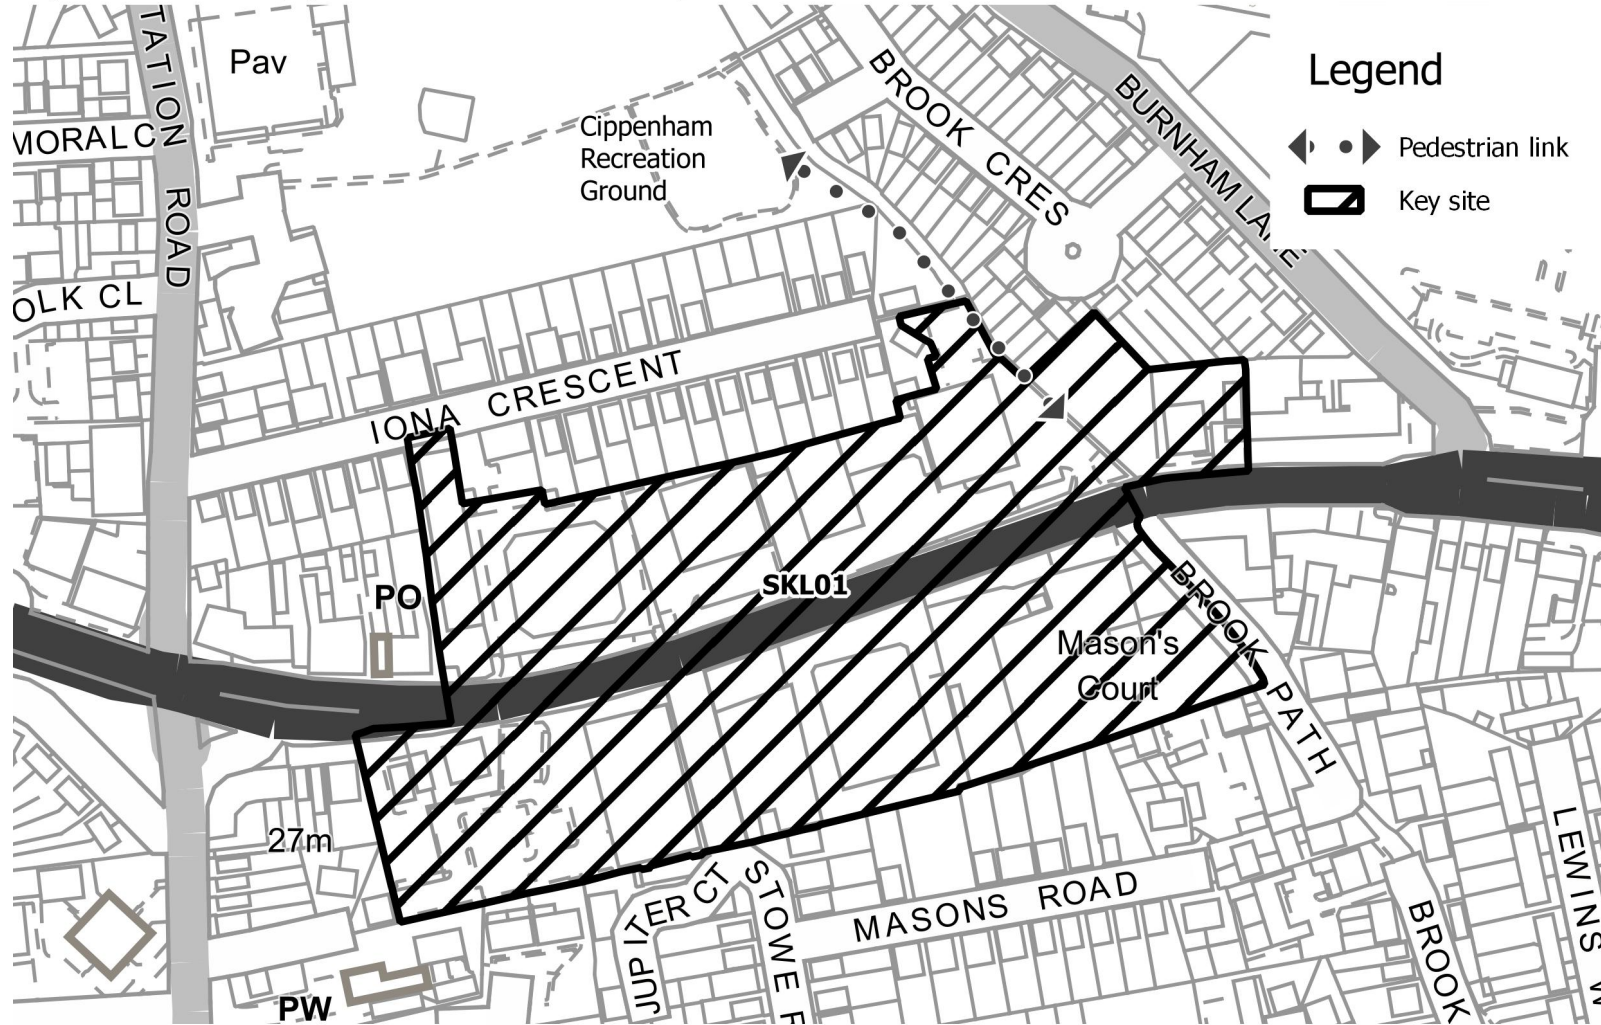 TATION ROAD
Pav
MORAL C
OLK CL
Cippenham
Recreation
Ground
BROOK CRES
BURNHAM LANE
Legend
Pedestrian link
Key site
IONA CRESCENT
PO
SKL01
Mason's
Court
BROOK PATH
27m
JUPITER CT
STOWE R
MASONS ROAD
LEWINS W
BROOK
PW